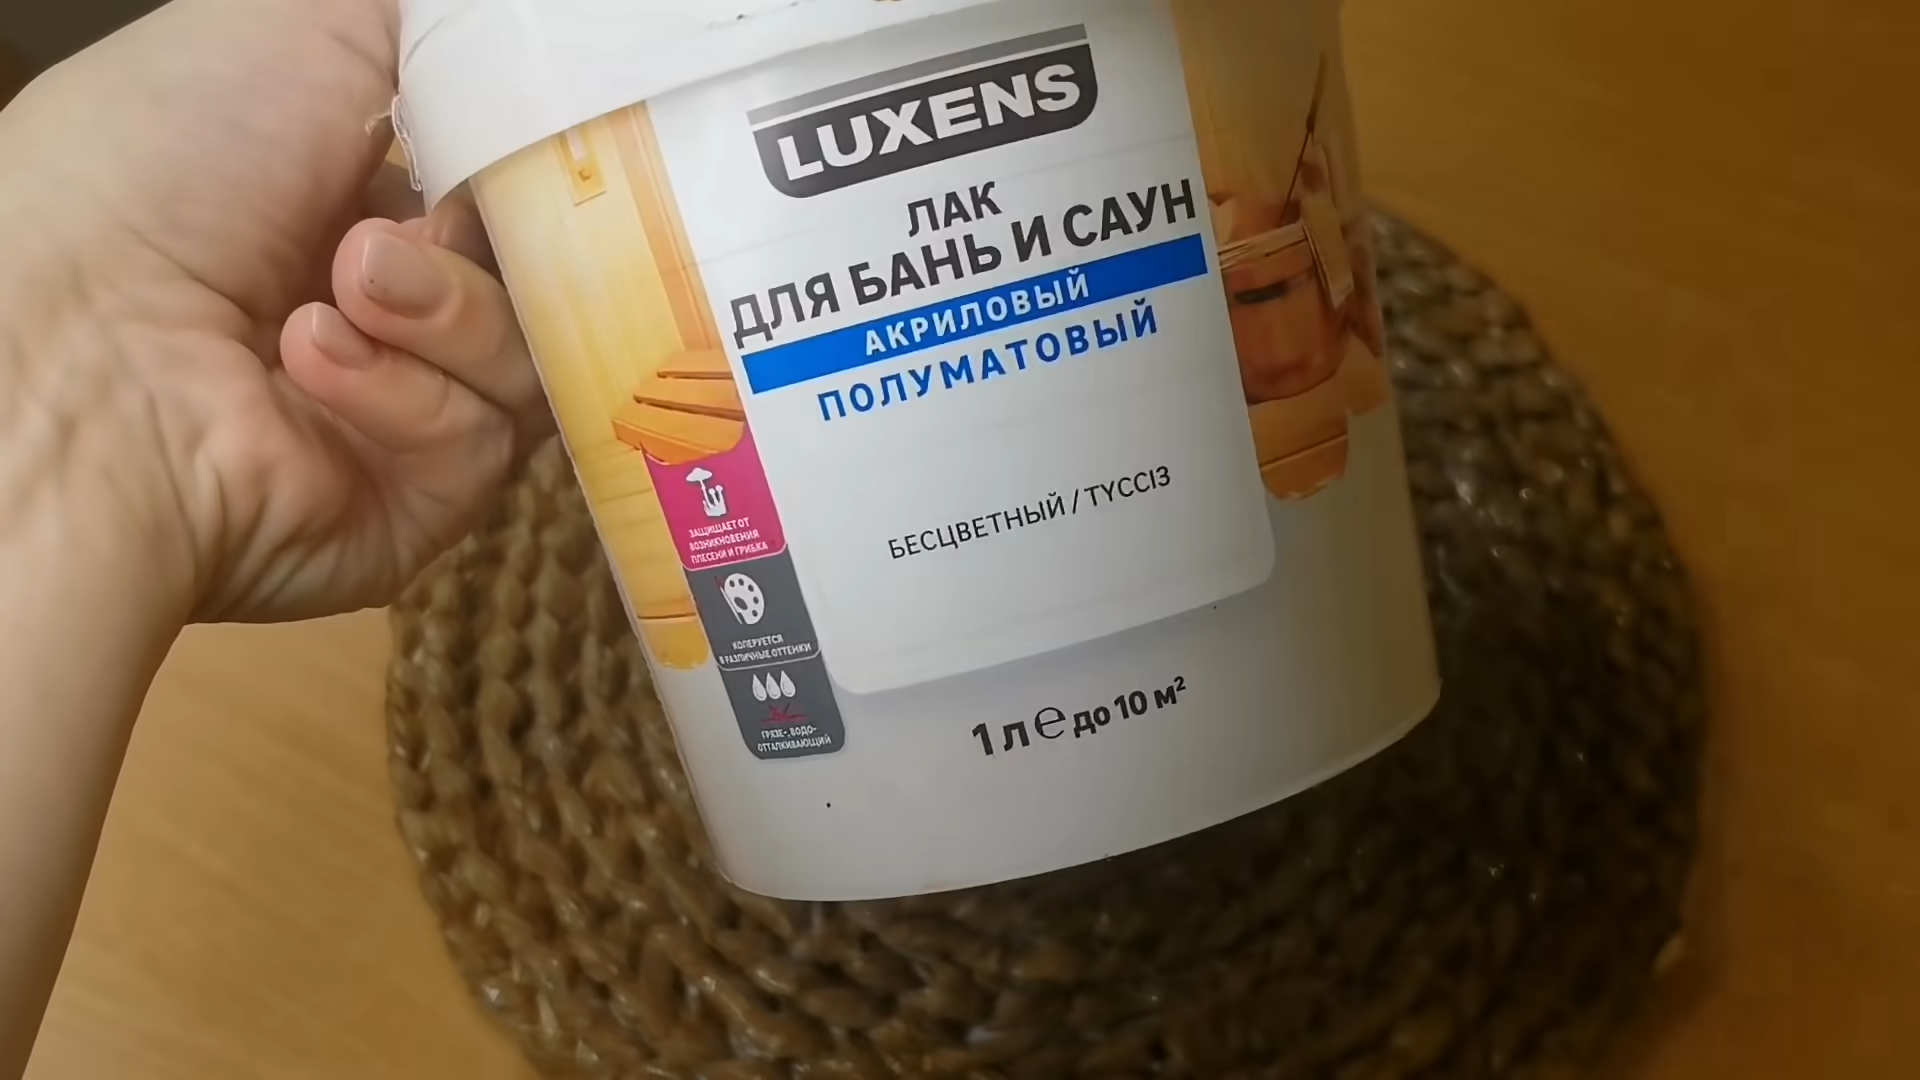 LUXENS
ЛАК
ДЛЯ БАНЬ И САУН
АКРИЛОВЫЙ
ПОЛУМАТОВЫЙ
БЕСЦВЕТНЫЙ / ТҮССІЗ
ЗАЩИЩАЕТ ОТ
ВОЗНИКНОВЕНИЯ
ПЛЕСЕНИ И ГРИБКА
КОЛЕРУЕТСЯ
В РАЗЛИЧНЫЕ ОТТЕНКИ
ГРЯЗЕ-, ВОДО-
ОТТАЛКИВАЮЩИЙ
1 л ℮ до 10 м²